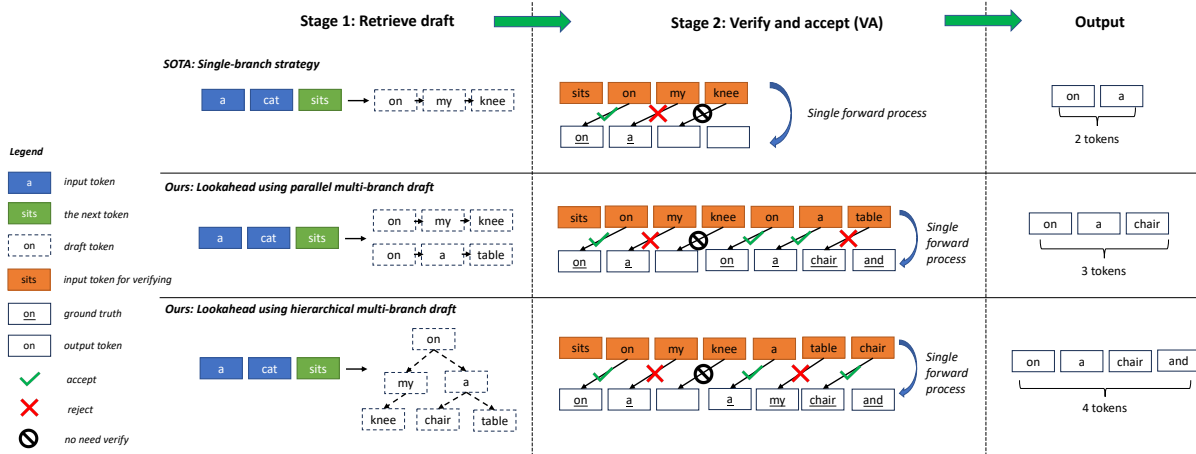 Stage 1: Retrieve draft
Stage 2: Verify and accept (VA)
Output
SOTA: Single-branch strategy
a cat sits on my knee
sits on my knee
on a
Single forward process
on a
2 tokens
Legend
a input token
sits the next token
on draft token
sits input token for verifying
on ground truth
on output token
accept
reject
no need verify
Ours: Lookahead using parallel multi-branch draft
a cat sits
on my knee
on a table
sits on my knee on a table
on a on a chair and
Single
forward
process
on a chair
3 tokens
Ours: Lookahead using hierarchical multi-branch draft
a cat sits
on
my a
knee chair table
sits on my knee a table chair
on a a my chair and
Single
forward
process
on a chair and
4 tokens